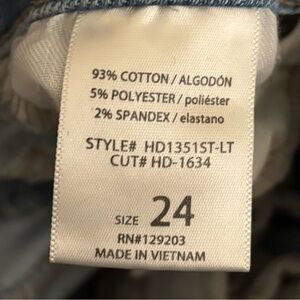 93% COTTON / ALGODÓN
5% POLYESTER / poliéster
2% SPANDEX / elastano
STYLE# HD1351ST-LT
CUT# HD-1634
SIZE 24
RN#129203
MADE IN VIETNAM